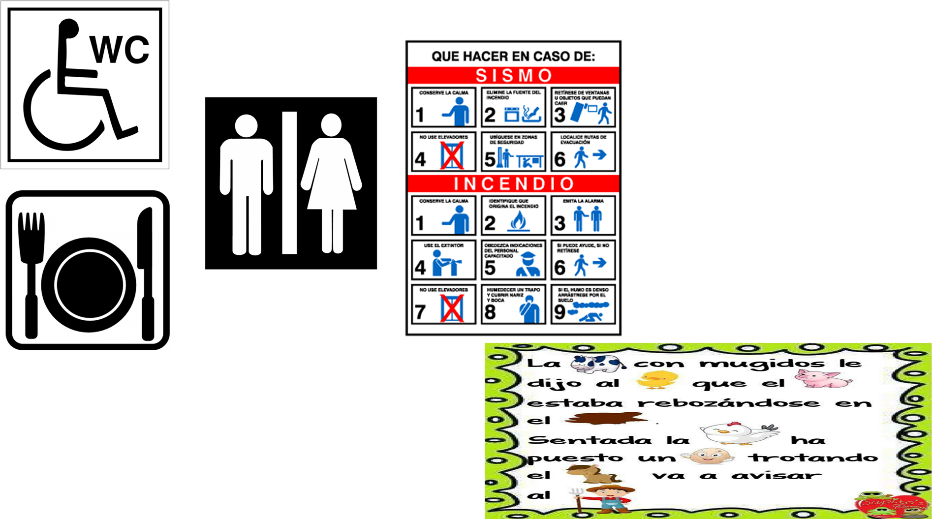 WC
QUE HACER EN CASO DE:
SISMO
CONSERVE LA CALMA
1
ELIMINE LA FUENTE DEL
INCENDIO
2
RETÍRESE DE VENTANAS
U OBJETOS QUE PUEDAN
CAER
3
NO USE ELEVADORES
4
UBÍQUESE EN ZONAS
DE SEGURIDAD
5
LOCALICE RUTAS DE
EVACUACIÓN
6
INCENDIO
CONSERVE LA CALMA
1
IDENTIFIQUE QUE
ORIGINA EL INCENDIO
2
EMITA LA ALARMA
3
USE EL EXTINTOR
4
OBEDEZCA INDICACIONES
DEL PERSONAL
CAPACITADO
5
SI PUEDE AYUDE, SI NO
RETÍRESE
6
NO USE ELEVADORES
7
HUMEDECER UN TRAPO
Y CUBRIR NARIZ
Y BOCA
8
SI EL HUMO ES DENSO
ARRÁSTRESE POR EL
SUELO
9
La con mugidos le
dijo al que el
estaba rebozándose en
el .
Sentada la ha
puesto un trotando
el va a avisar
al